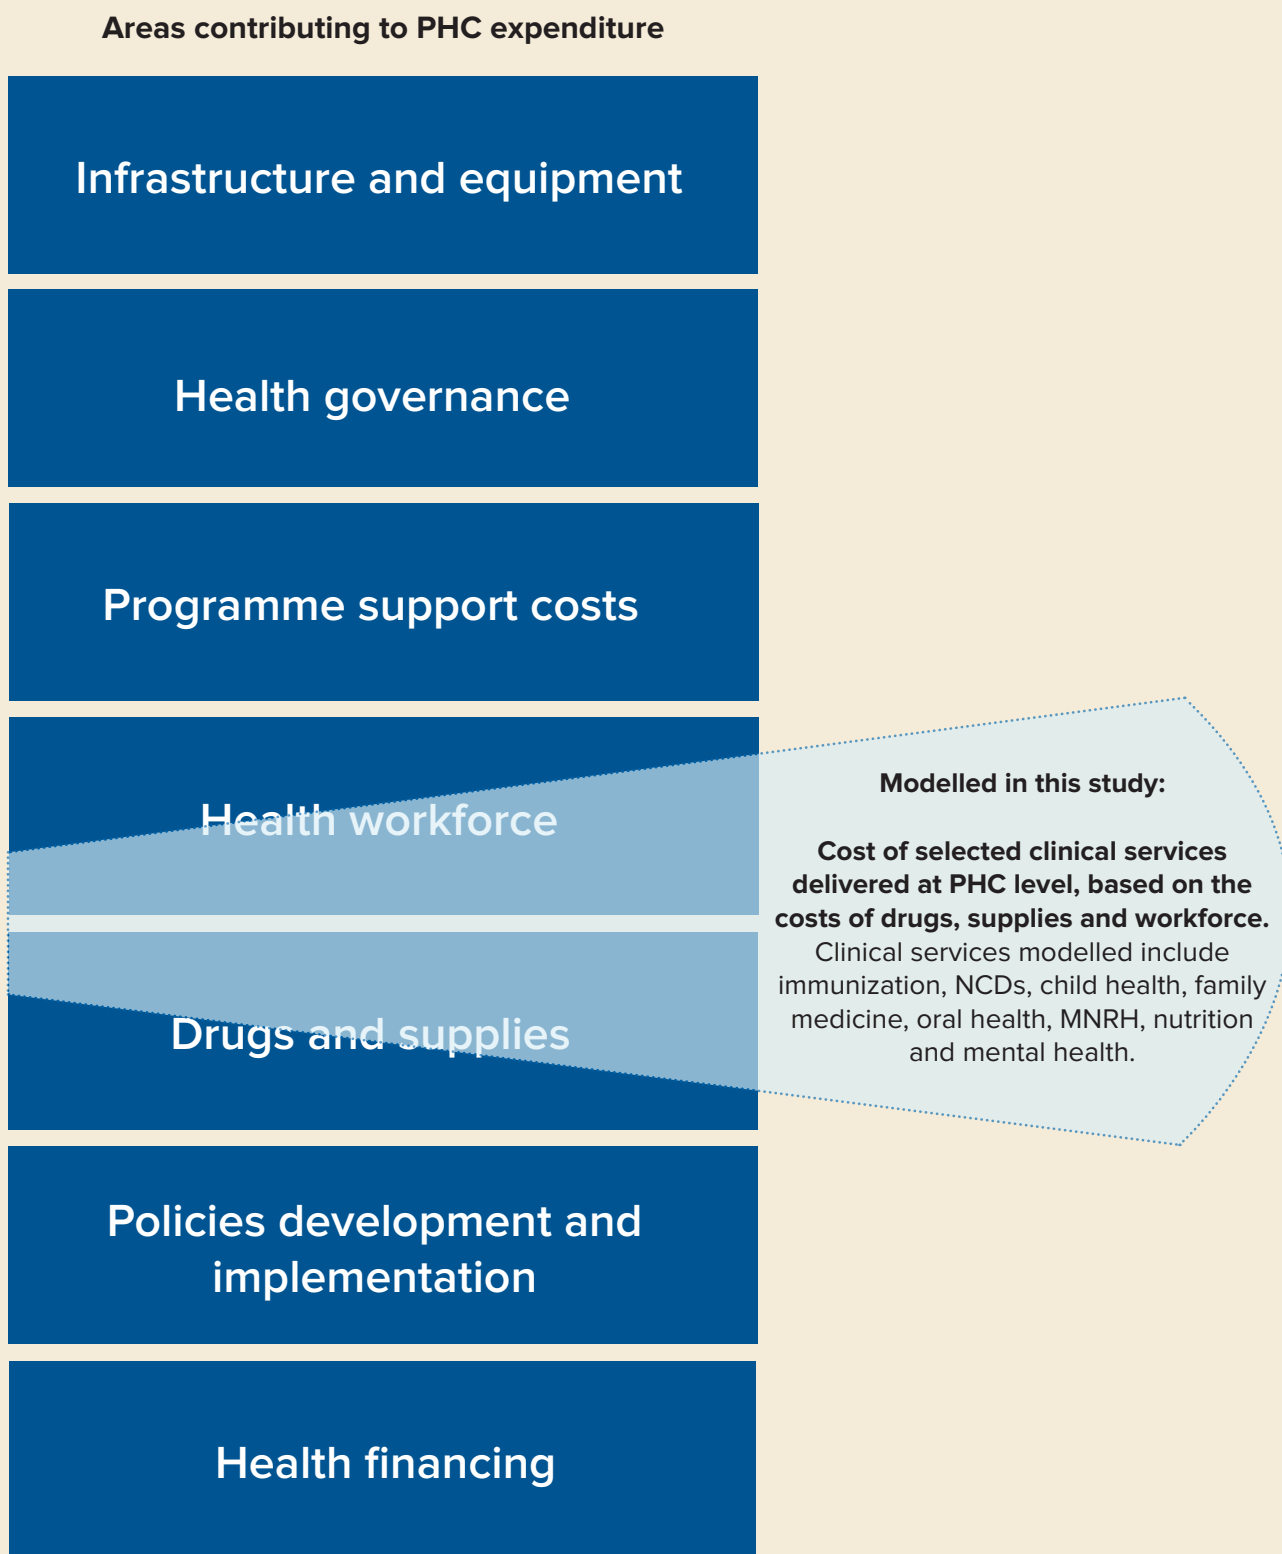 Areas contributing to PHC expenditure
Infrastructure and equipment
Health governance
Programme support costs
Health workforce
Drugs and supplies
Policies development and
implementation
Health financing
Modelled in this study:
Cost of selected clinical services
delivered at PHC level, based on the
costs of drugs, supplies and workforce.
Clinical services modelled include
immunization, NCDs, child health, family
medicine, oral health, MNRH, nutrition
and mental health.